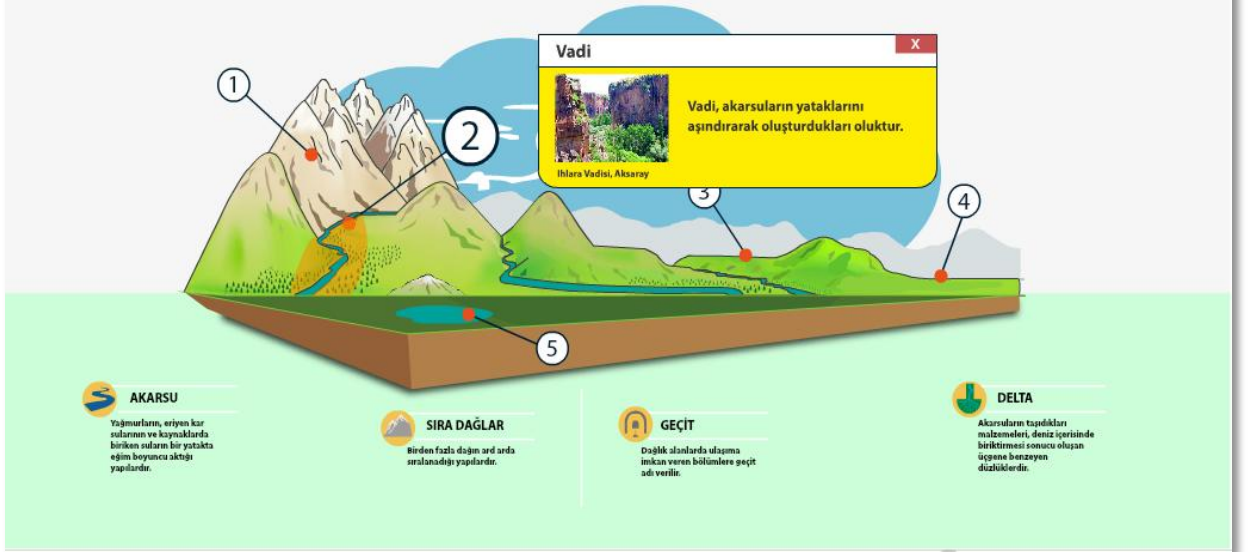 Vadi
X
Vadi, akarsuların yataklarını
aşındırarak oluşturdukları oluktur.
Ihlara Vadisi, Aksaray
1
2
3
4
5
AKARSU
Yağmurların, eriyen kar
sularının ve kaynaklarda
biriken suların bir yatakta
eğim boyuncu aktığı
yapılardır.
SIRA DAĞLAR
Birden fazla dağın ard arda
sıralanadığı yapılardır.
GEÇİT
Dağlık alanlarda ulaşıma
imkan veren bölümlere geçit
adı verilir.
DELTA
Akarsuların taşıdıkları
malzemeleri, deniz içerisinde
biriktirmesi sonucu oluşan
üçgene benzeyen
düzlüklerdir.